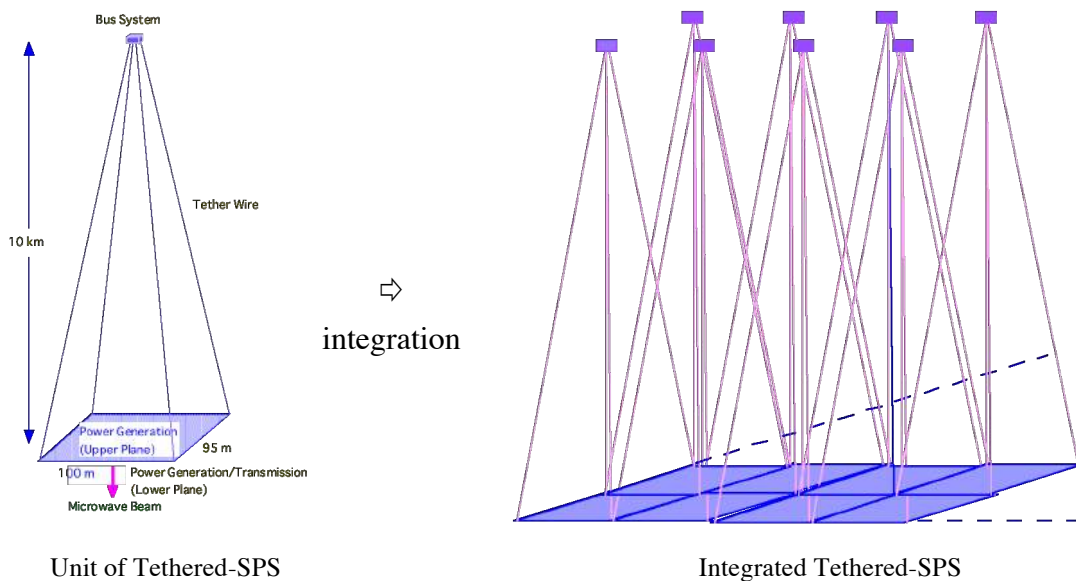 Bus System
Tether Wire
10 km
Power Generation
(Upper Plane)
95 m
100 m
Power Generation/Transmission
(Lower Plane)
Microwave Beam
⇨
integration
Unit of Tethered-SPS
Integrated Tethered-SPS